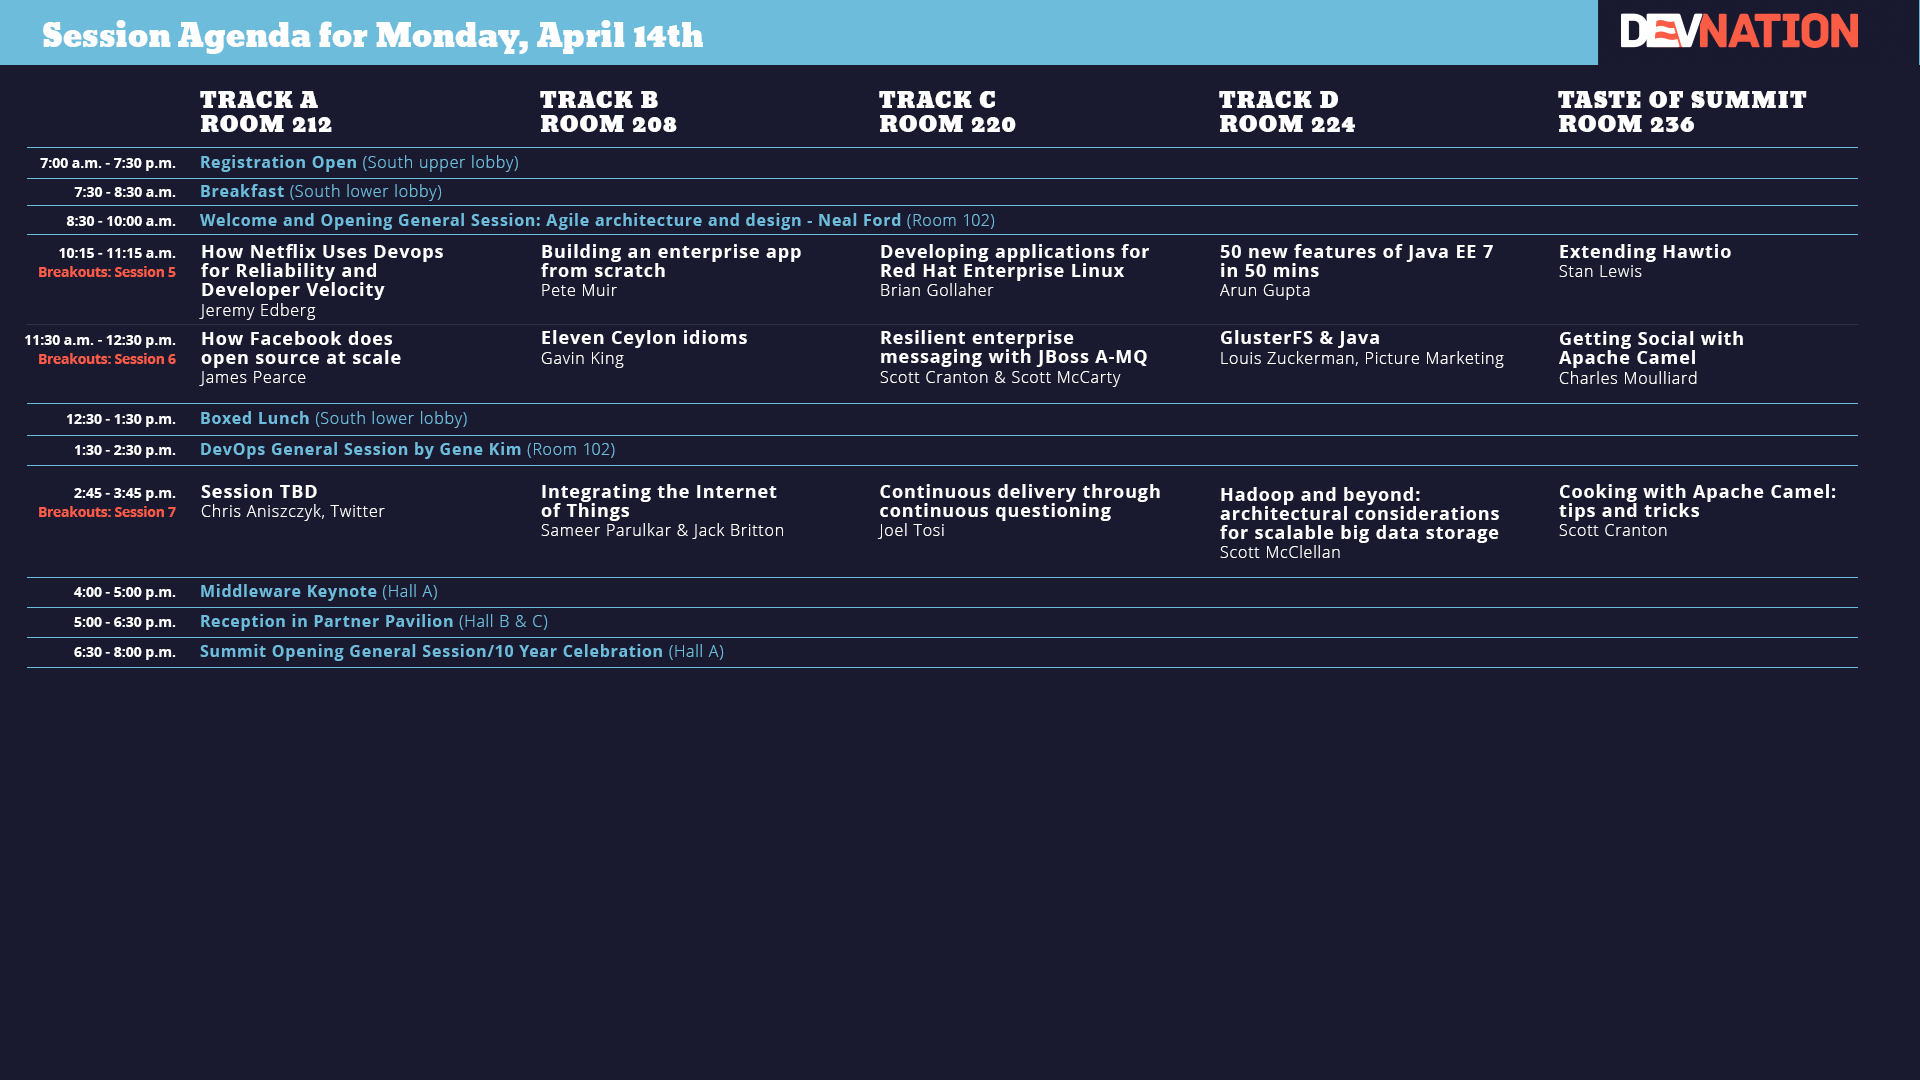 Session Agenda for Monday, April 14th
DEVNATION
TRACK A
ROOM 212
TRACK B
ROOM 208
TRACK C
ROOM 220
TRACK D
ROOM 224
TASTE OF SUMMIT
ROOM 236
7:00 a.m. - 7:30 p.m.
Registration Open (South upper lobby)
7:30 - 8:30 a.m.
Breakfast (South lower lobby)
8:30 - 10:00 a.m.
Welcome and Opening General Session: Agile architecture and design - Neal Ford (Room 102)
10:15 - 11:15 a.m.
Breakouts: Session 5
How Netflix Uses Devops
for Reliability and
Developer Velocity
Jeremy Edberg
Building an enterprise app
from scratch
Pete Muir
Developing applications for
Red Hat Enterprise Linux
Brian Gollaher
50 new features of Java EE 7
in 50 mins
Arun Gupta
Extending Hawtio
Stan Lewis
11:30 a.m. - 12:30 p.m.
Breakouts: Session 6
How Facebook does
open source at scale
James Pearce
Eleven Ceylon idioms
Gavin King
Resilient enterprise
messaging with JBoss A-MQ
Scott Cranton & Scott McCarty
GlusterFS & Java
Louis Zuckerman, Picture Marketing
Getting Social with
Apache Camel
Charles Moulliard
12:30 - 1:30 p.m.
Boxed Lunch (South lower lobby)
1:30 - 2:30 p.m.
DevOps General Session by Gene Kim (Room 102)
2:45 - 3:45 p.m.
Breakouts: Session 7
Session TBD
Chris Aniszczyk, Twitter
Integrating the Internet
of Things
Sameer Parulkar & Jack Britton
Continuous delivery through
continuous questioning
Joel Tosi
Hadoop and beyond:
architectural considerations
for scalable big data storage
Scott McClellan
Cooking with Apache Camel:
tips and tricks
Scott Cranton
4:00 - 5:00 p.m.
Middleware Keynote (Hall A)
5:00 - 6:30 p.m.
Reception in Partner Pavilion (Hall B & C)
6:30 - 8:00 p.m.
Summit Opening General Session/10 Year Celebration (Hall A)